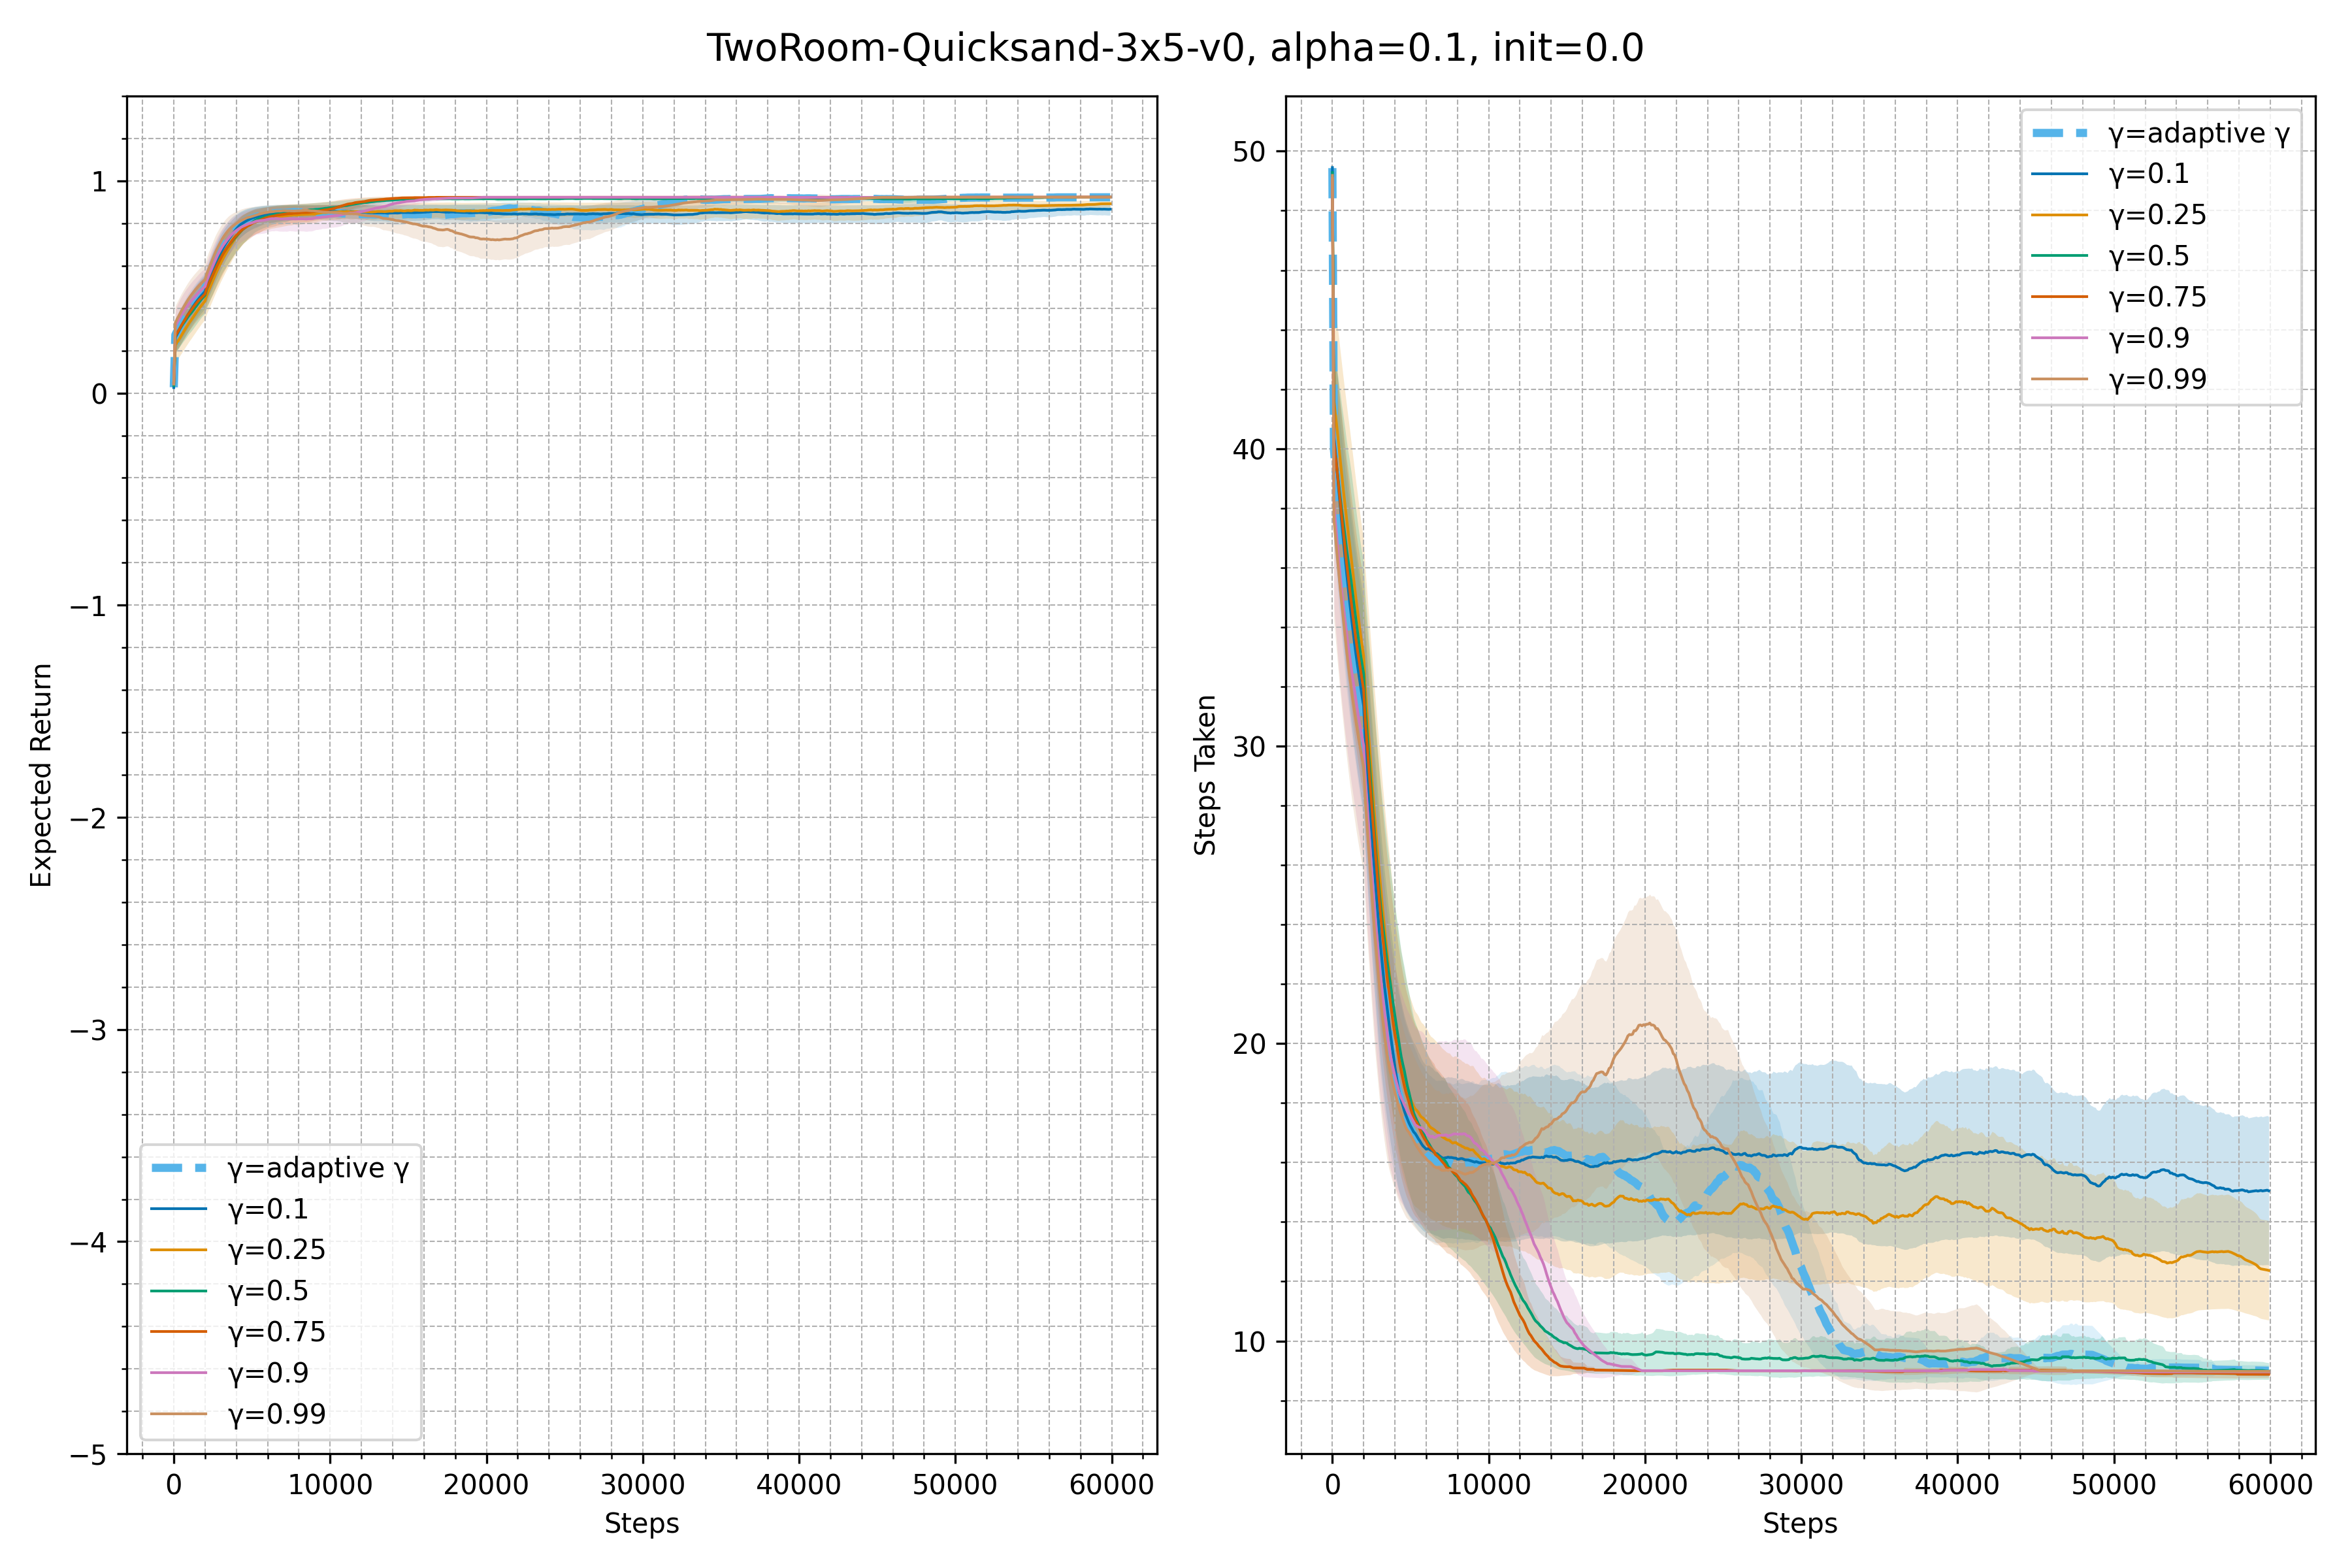 TwoRoom-Quicksand-3x5-v0, alpha=0.1, init=0.0
Expected Return
1
0
−1
−2
−3
−4
−5
γ=adaptive γ
γ=0.1
γ=0.25
γ=0.5
γ=0.75
γ=0.9
γ=0.99
0 10000 20000 30000 40000 50000 60000
Steps
Steps Taken
50
40
30
20
10
γ=adaptive γ
γ=0.1
γ=0.25
γ=0.5
γ=0.75
γ=0.9
γ=0.99
0 10000 20000 30000 40000 50000 60000
Steps